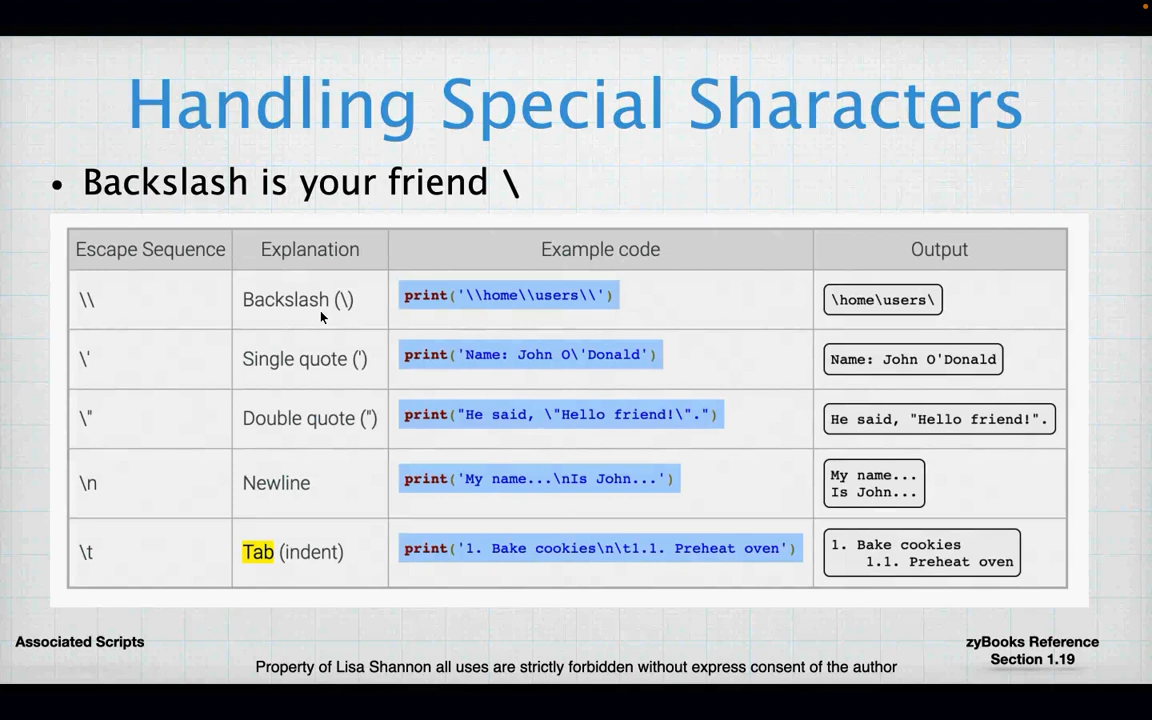 Handling Special Sharacters
• Backslash is your friend \
Escape Sequence Explanation Example code Output
\\ Backslash (\) print('\\home\\users\\') \home\users\
\' Single quote (') print('Name: John O\'Donald') Name: John O'Donald
\" Double quote (") print("He said, \"Hello friend!\".") He said, "Hello friend!".
\n Newline print('My name...\nIs John...') My name...
Is John...
\t Tab (indent) print('1. Bake cookies\n\t1.1. Preheat oven') 1. Bake cookies
1.1. Preheat oven
Associated Scripts
zyBooks Reference
Section 1.19
Property of Lisa Shannon all uses are strictly forbidden without express consent of the author